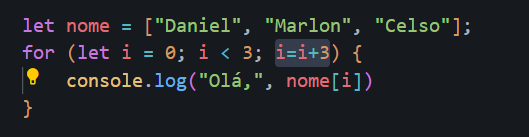 let nome = ["Daniel", "Marlon", "Celso"];
for (let i = 0; i < 3; i=i+3) {
console.log("Olá,", nome[i])
}